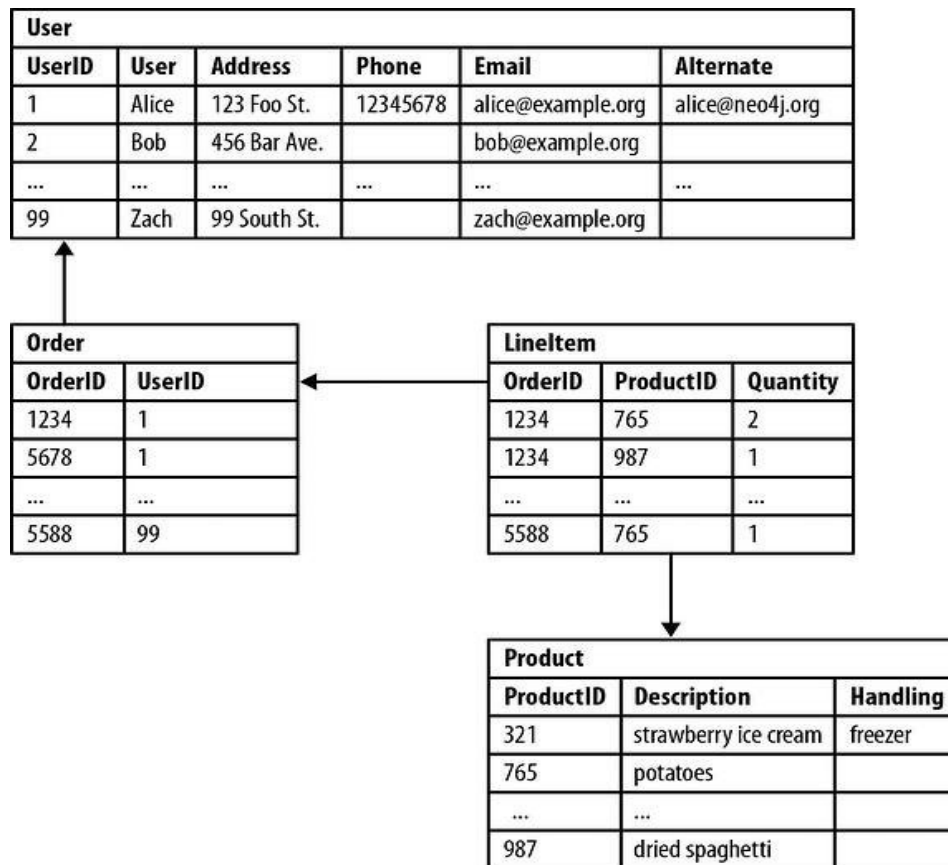 User
UserID User Address Phone Email Alternate
1 Alice 123 Foo St. 12345678 alice@example.org alice@neo4j.org
2 Bob 456 Bar Ave. bob@example.org
... ... ... ... ... ...
99 Zach 99 South St. zach@example.org
Order
OrderID UserID
1234 1
5678 1
... ...
5588 99
LineItem
OrderID ProductID Quantity
1234 765 2
1234 987 1
... ... ...
5588 765 1
Product
ProductID Description Handling
321 strawberry ice cream freezer
765 potatoes
... ...
987 dried spaghetti